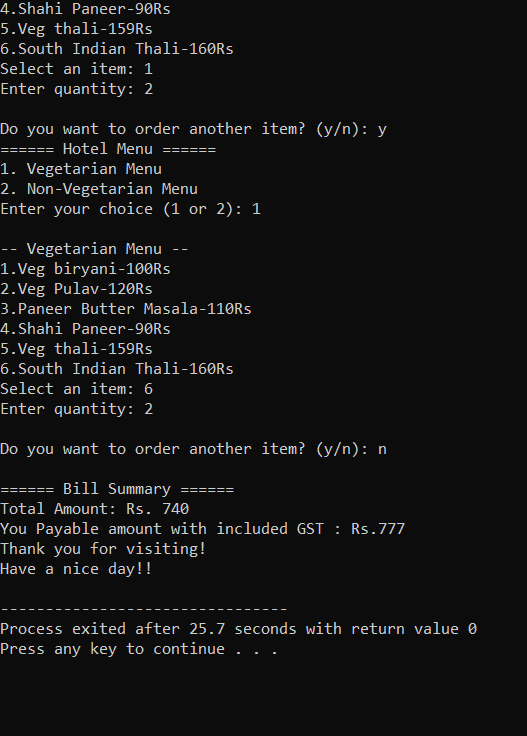 4.Shahi Paneer-90Rs
5.Veg thali-159Rs
6.South Indian Thali-160Rs
Select an item: 1
Enter quantity: 2
Do you want to order another item? (y/n): y
====== Hotel Menu ======
1. Vegetarian Menu
2. Non-Vegetarian Menu
Enter your choice (1 or 2): 1
-- Vegetarian Menu --
1.Veg biryani-100Rs
2.Veg Pulav-120Rs
3.Paneer Butter Masala-110Rs
4.Shahi Paneer-90Rs
5.Veg thali-159Rs
6.South Indian Thali-160Rs
Select an item: 6
Enter quantity: 2
Do you want to order another item? (y/n): n
====== Bill Summary ======
Total Amount: Rs. 740
You Payable amount with included GST : Rs.777
Thank you for visiting!
Have a nice day!!
--------------------------------
Process exited after 25.7 seconds with return value 0
Press any key to continue . . .